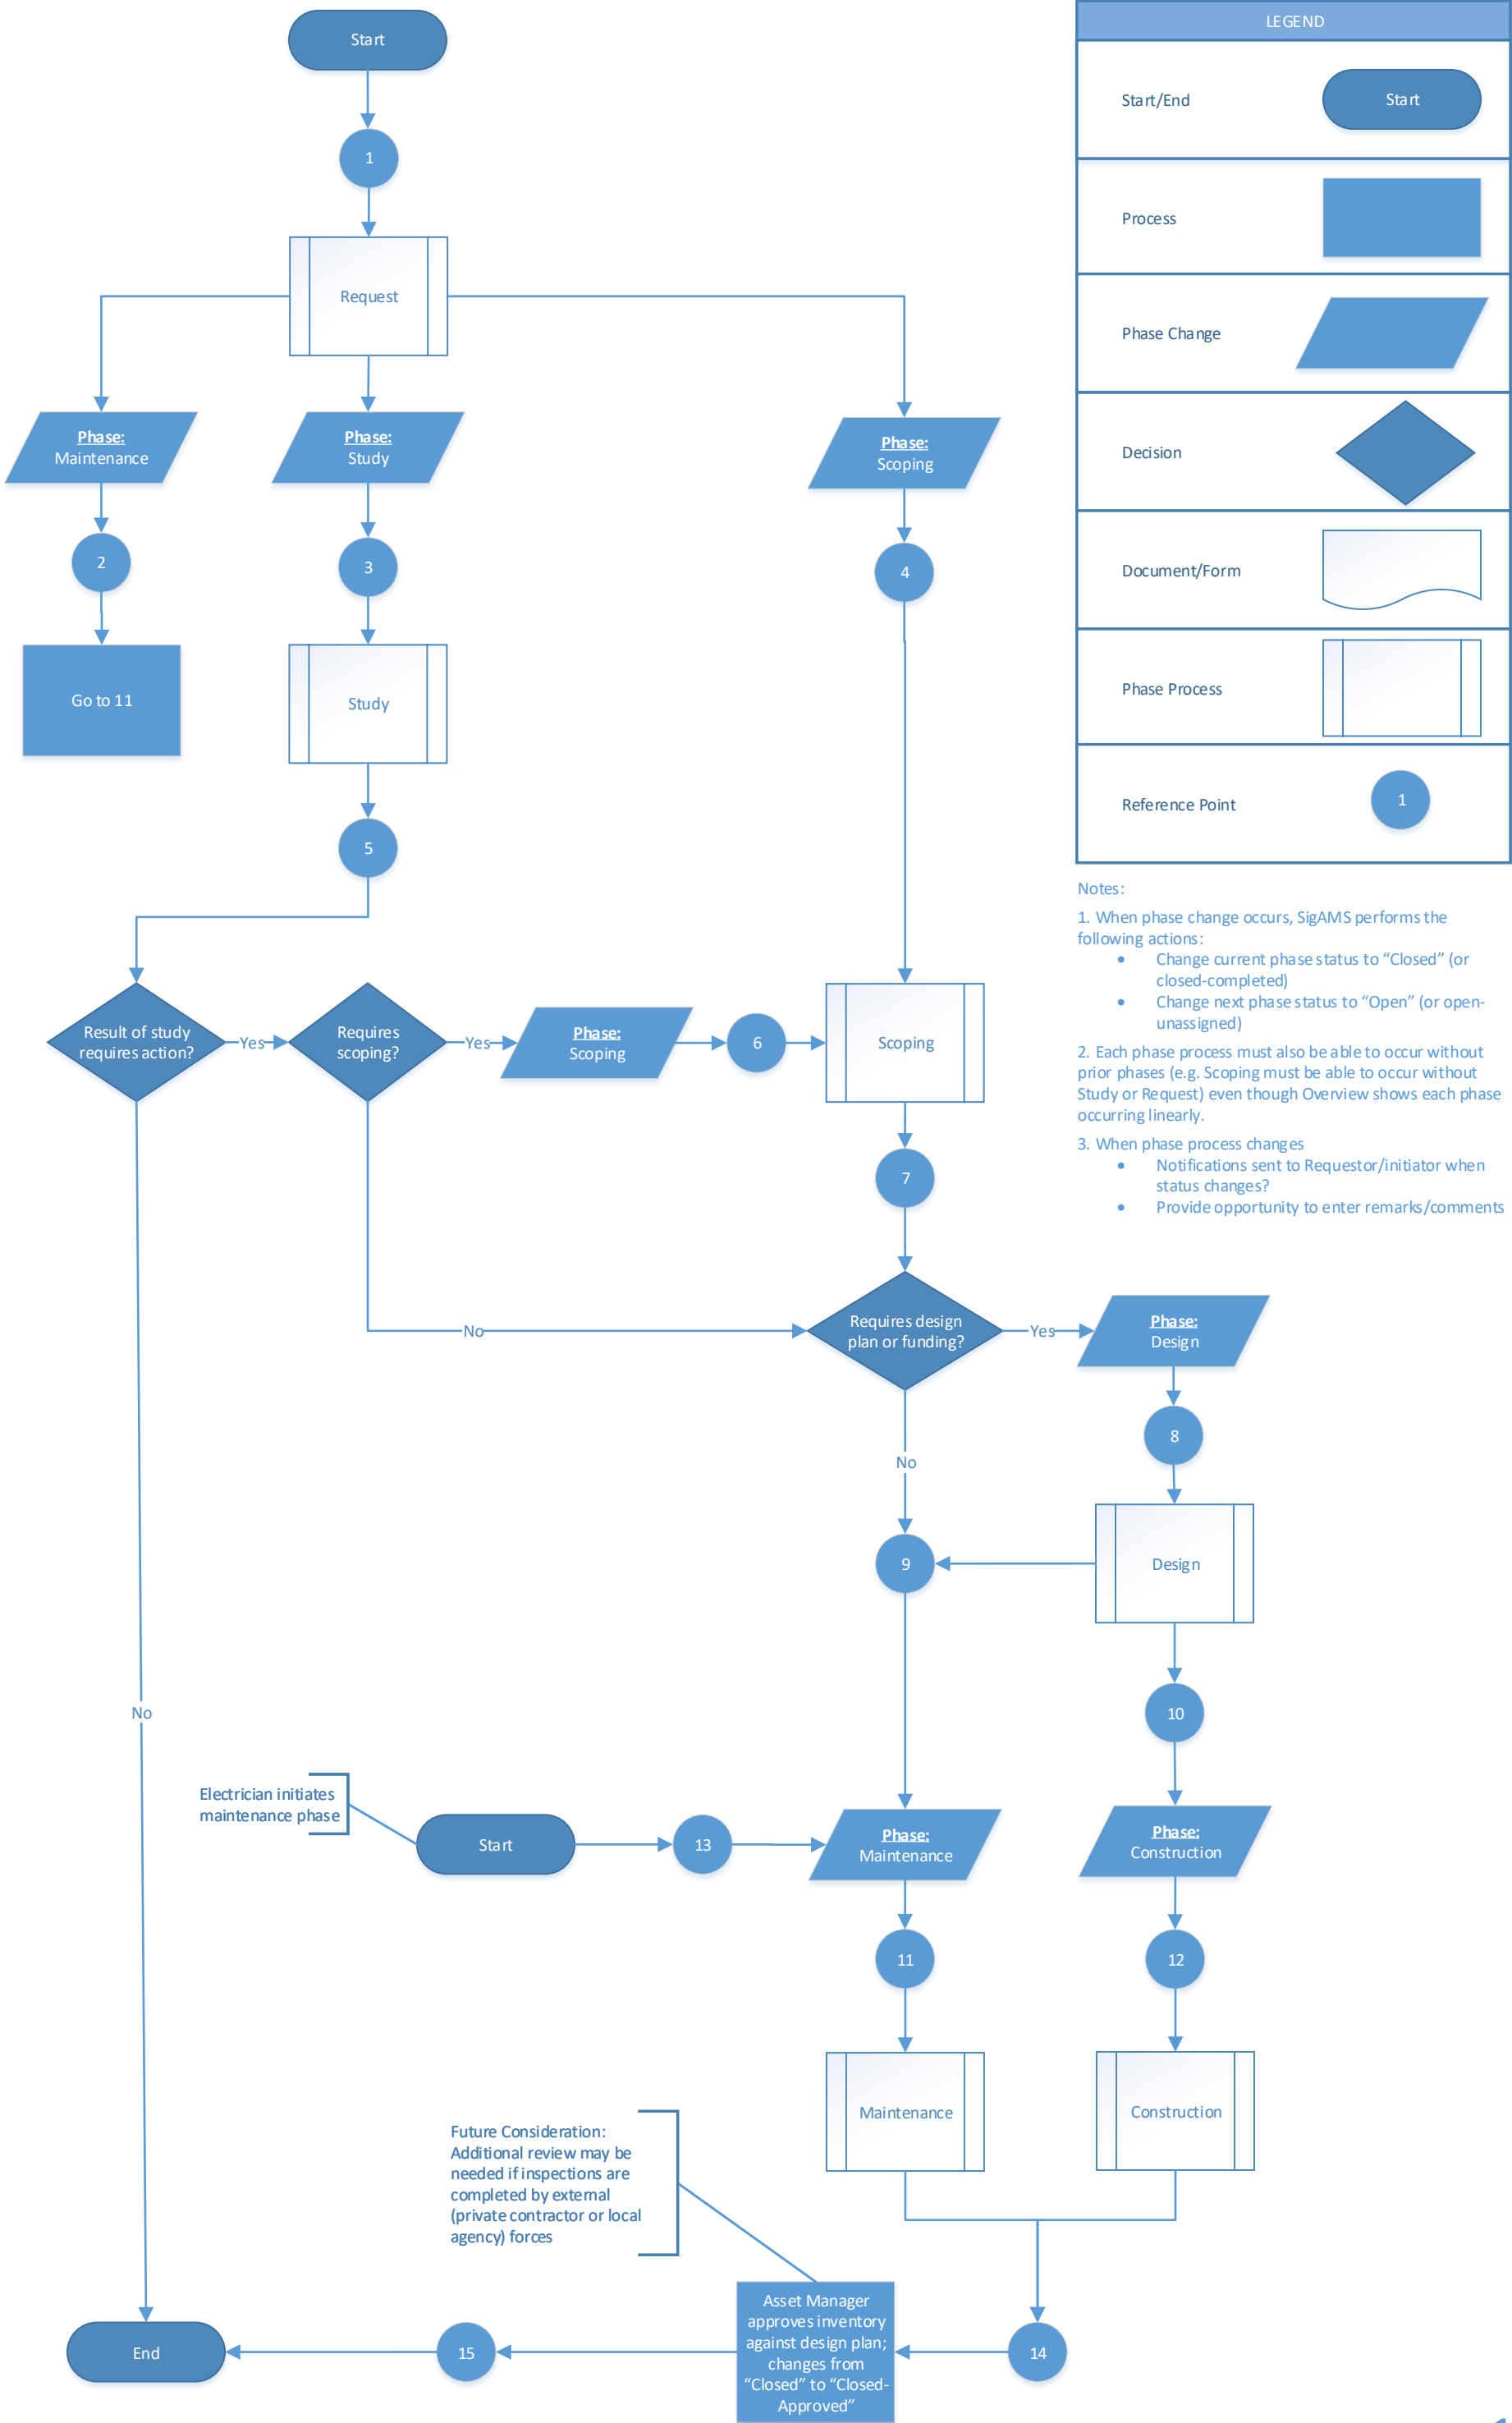 Start
1
Request
Phase:
Maintenance
Phase:
Study
Phase:
Scoping
2
3
4
Go to 11
Study
5
Result of study
requires action?
Yes
Requires
scoping?
Yes
Phase:
Scoping
6
Scoping
7
No
Requires design
plan or funding?
Yes
Phase:
Design
8
No
9
Design
10
No
Electrician initiates
maintenance phase
Start
13
Phase:
Maintenance
Phase:
Construction
11
12
Maintenance
Construction
Future Consideration:
Additional review may be
needed if inspections are
completed by external
(private contractor or local
agency) forces
End
15
Asset Manager
approves inventory
against design plan;
changes from
“Closed” to “Closed-
Approved”
14
LEGEND
Start/End
Start
Process
Phase Change
Decision
Document/Form
Phase Process
Reference Point
1
Notes:
1. When phase change occurs, SigAMS performs the
following actions:
• Change current phase status to “Closed” (or
closed-completed)
• Change next phase status to “Open” (or open-
unassigned)
2. Each phase process must also be able to occur without
prior phases (e.g. Scoping must be able to occur without
Study or Request) even though Overview shows each phase
occurring linearly.
3. When phase process changes
• Notifications sent to Requestor/initiator when
status changes?
• Provide opportunity to enter remarks/comments